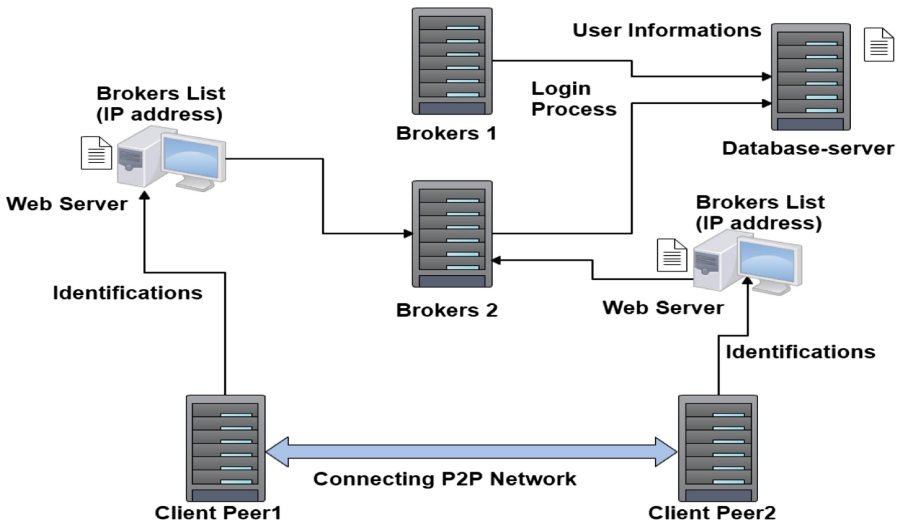 User Informations
Login
Process
Brokers 1
Database-server
Brokers List
(IP address)
Web Server
Brokers List
(IP address)
Web Server
Brokers 2
Identifications
Identifications
Connecting P2P Network
Client Peer1
Client Peer2